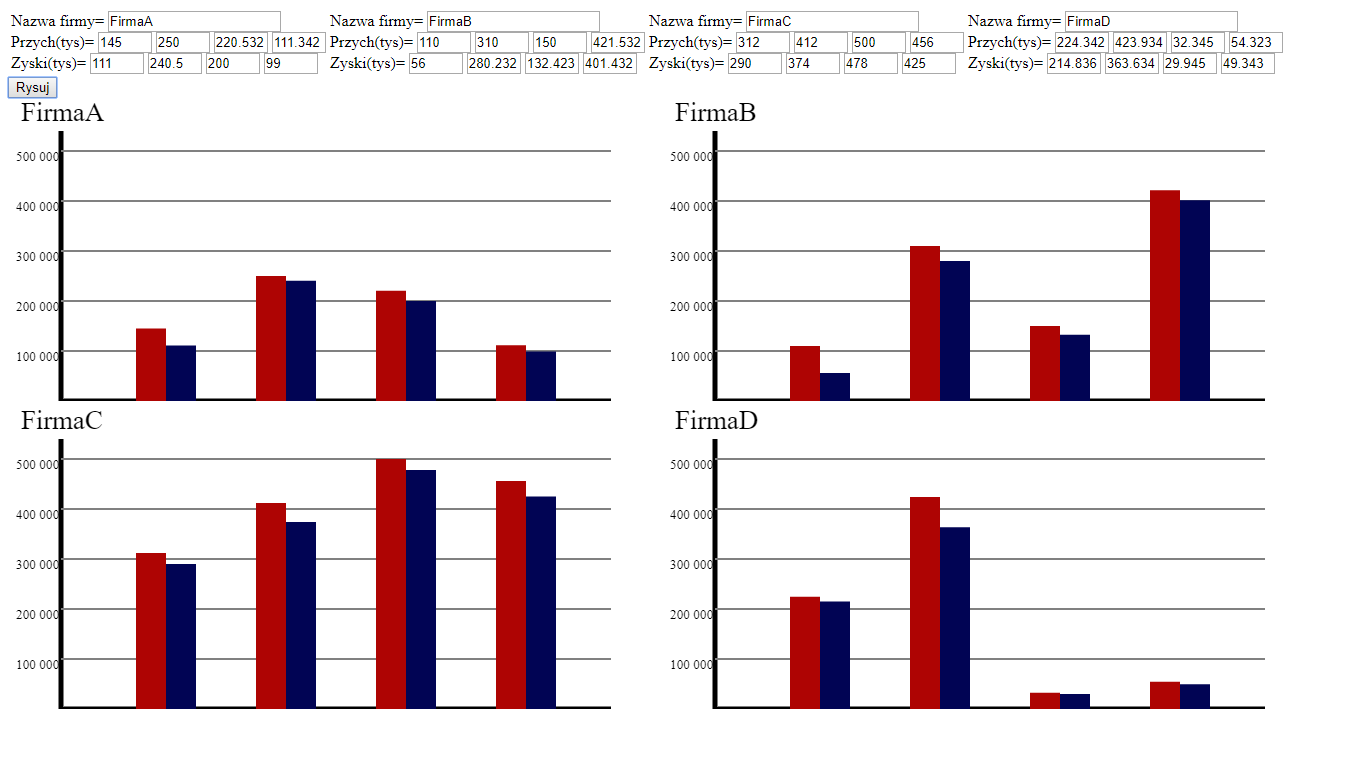 Nazwa firmy= FirmaA Nazwa firmy= FirmaB Nazwa firmy= FirmaC Nazwa firmy= FirmaD
Przych(tys)= 145 250 220.532 111.342 Przych(tys)= 110 310 150 421.532 Przych(tys)= 312 412 500 456 Przych(tys)= 224.342 423.934 32.345 54.323
Zyski(tys)= 111 240.5 200 99 Zyski(tys)= 56 280.232 132.423 401.432 Zyski(tys)= 290 374 478 425 Zyski(tys)= 214.836 363.634 29.945 49.343
Rysuj
FirmaA
500 000
400 000
300 000
200 000
100 000
FirmaB
500 000
400 000
300 000
200 000
100 000
FirmaC
500 000
400 000
300 000
200 000
100 000
FirmaD
500 000
400 000
300 000
200 000
100 000